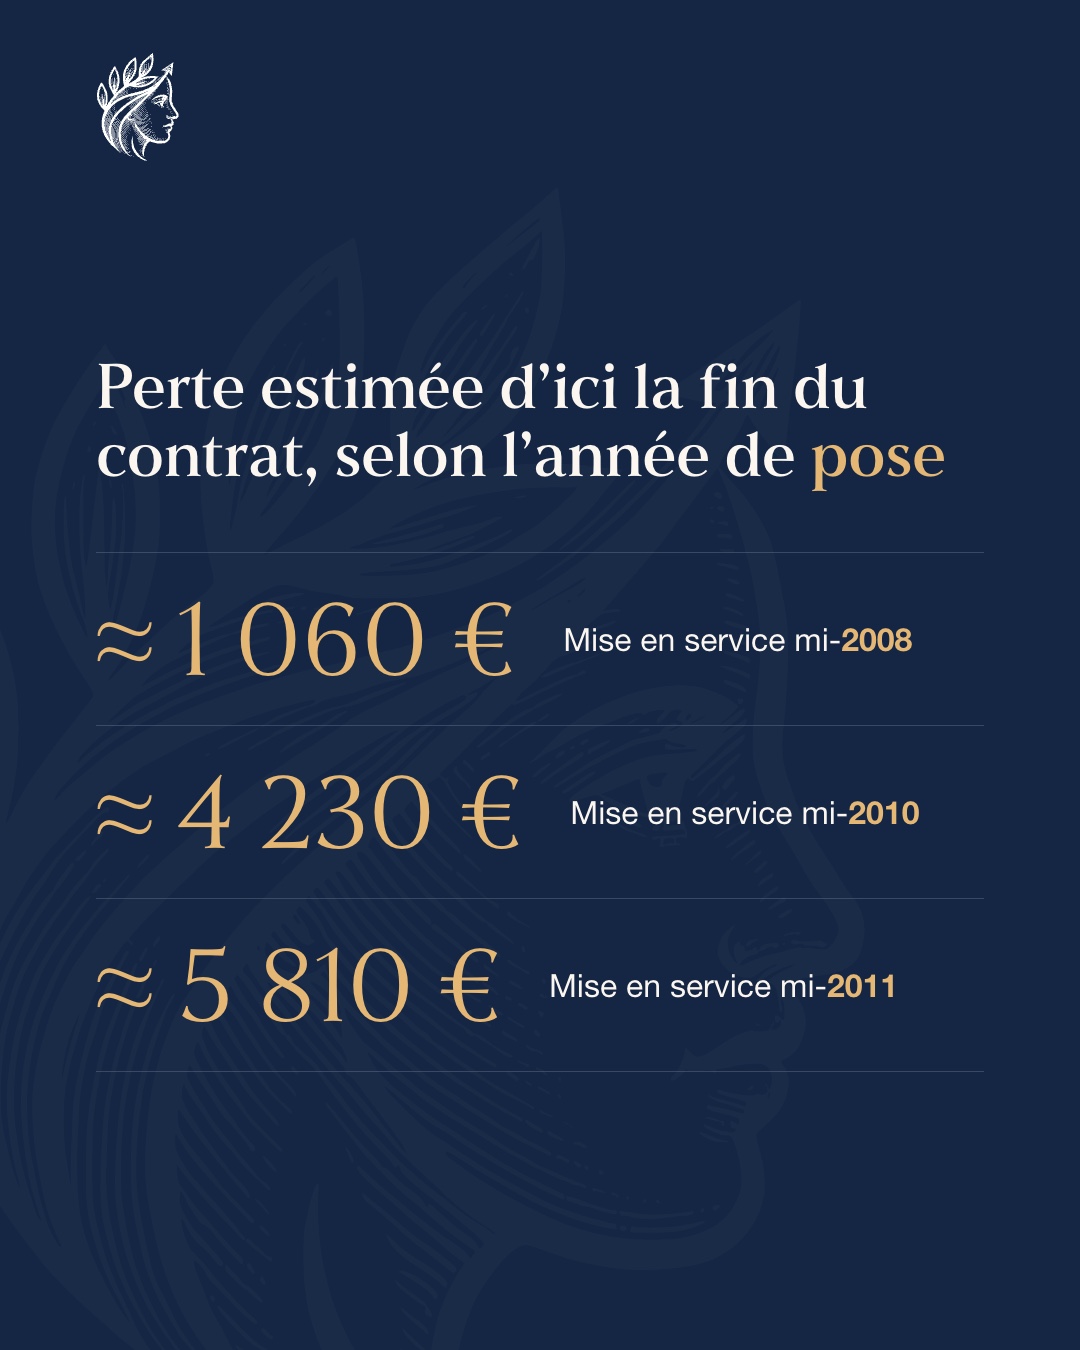 Perte estimée d’ici la fin du
contrat, selon l’année de pose
≈ 1 060 € Mise en service mi-2008
≈ 4 230 € Mise en service mi-2010
≈ 5 810 € Mise en service mi-2011